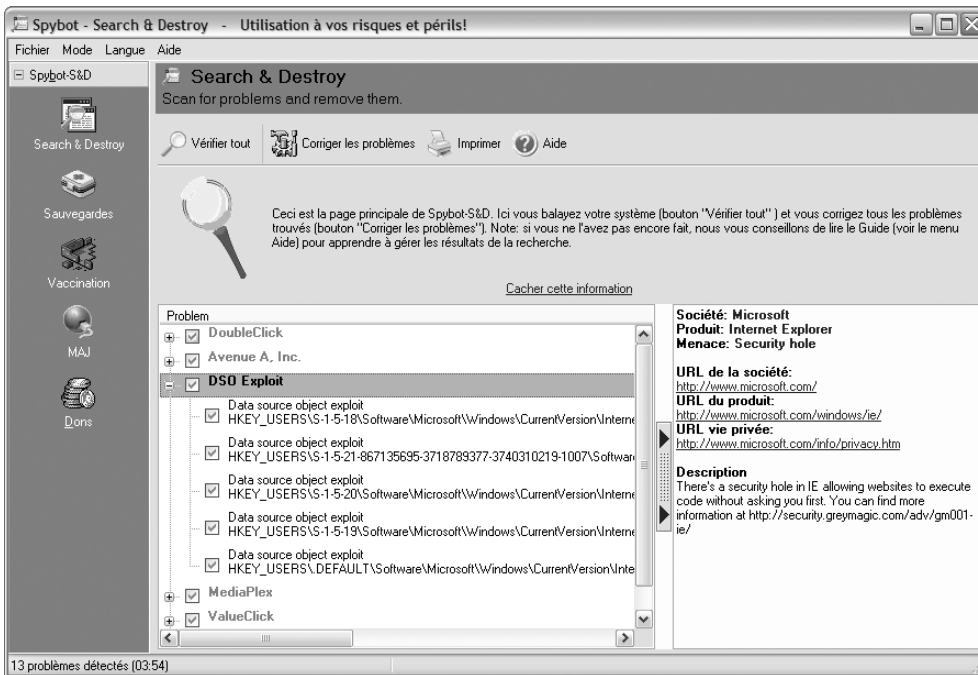 Spybot - Search & Destroy - Utilisation à vos risques et périls!
Fichier Mode Langue Aide
Spybot-S&D
Search & Destroy
Scan for problems and remove them.
Search & Destroy
Sauvegardes
Vaccination
MAJ
Dons
Vérifier tout
Corriger les problèmes
Imprimer
Aide
Ceci est la page principale de Spybot-S&D. Ici vous balayez votre système (bouton "Vérifier tout" ) et vous corrigez tous les problèmes
trouvés (bouton "Corriger les problèmes"). Note: si vous ne l'avez pas encore fait, nous vous conseillons de lire le Guide (voir le menu
Aide) pour apprendre à gérer les résultats de la recherche.
Cacher cette information
Problem
DoubleClick
Avenue A, Inc.
DSO Exploit
Data source object exploit
HKEY_USERS\S-1-5-18\Software\Microsoft\Windows\CurrentVersion\Interne
Data source object exploit
HKEY_USERS\S-1-5-21-867135695-3718789377-3740310219-1007\Softwar
Data source object exploit
HKEY_USERS\S-1-5-20\Software\Microsoft\Windows\CurrentVersion\Interne
Data source object exploit
HKEY_USERS\S-1-5-19\Software\Microsoft\Windows\CurrentVersion\Interne
Data source object exploit
HKEY_USERS\.DEFAULT\Software\Microsoft\Windows\CurrentVersion\Inte
MediaPlex
ValueClick
Société: Microsoft
Produit: Internet Explorer
Menace: Security hole
URL de la société:
http://www.microsoft.com/
URL du produit:
http://www.microsoft.com/windows/ie/
URL vie privée:
http://www.microsoft.com/info/privacy.htm
Description
There's a security hole in IE allowing websites to execute
code without asking you first. You can find more
information at http://security.greymagic.com/adv/gm001-
ie/
13 problèmes détectés (03:54)